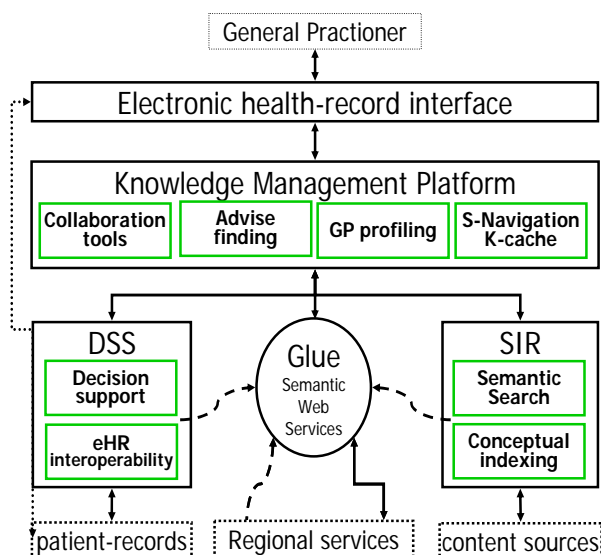 General Practioner
Electronic health-record interface
Knowledge Management Platform
Collaboration
tools
Advise
finding
GP profiling
S-Navigation
K-cache
DSS
Decision
support
eHR
interoperability
Glue
Semantic
Web
Services
SIR
Semantic
Search
Conceptual
indexing
patient-records
Regional services
content sources